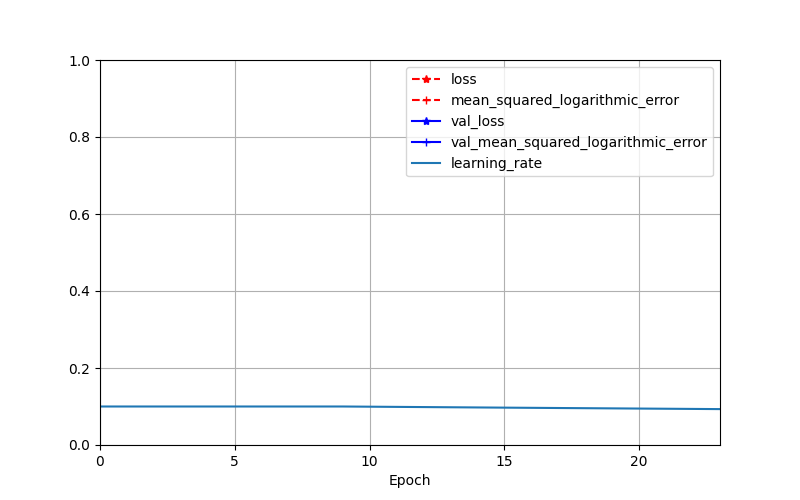 1.0
0.8
0.6
0.4
0.2
0.0
loss
mean_squared_logarithmic_error
val_loss
val_mean_squared_logarithmic_error
learning_rate
0 5 10 15 20
Epoch